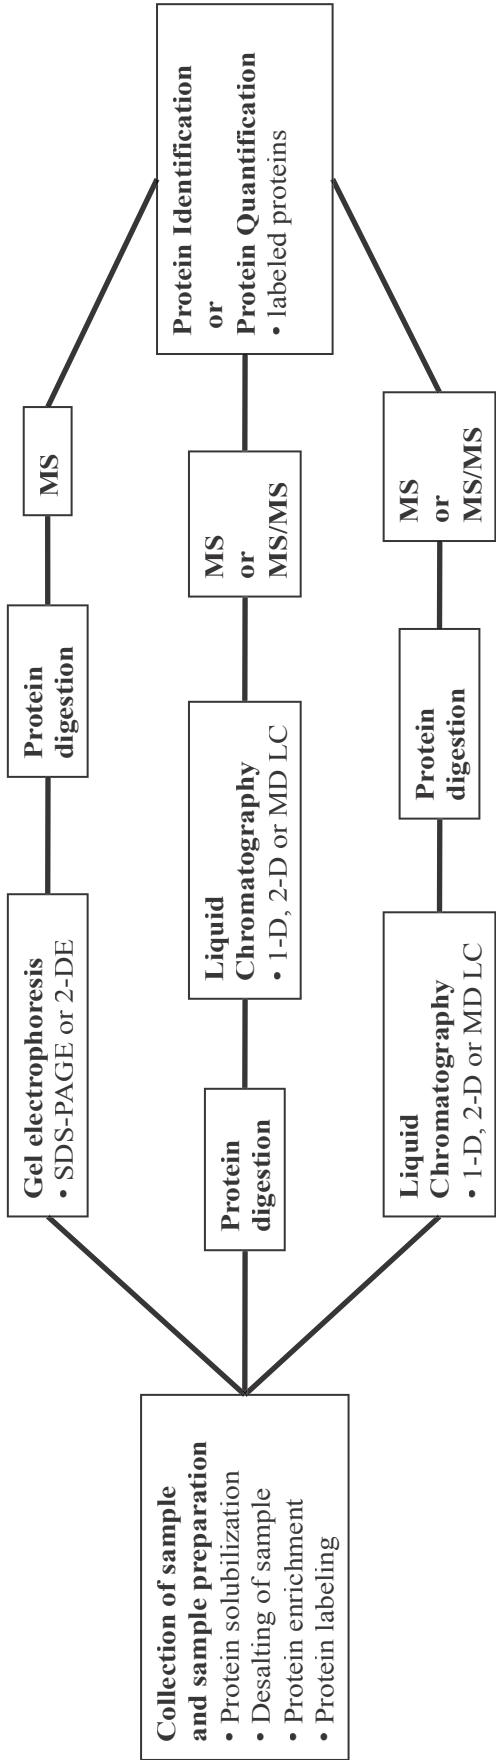 Collection of sample
and sample preparation
• Protein solubilization
• Desalting of sample
• Protein enrichment
• Protein labeling
Gel electrophoresis
• SDS-PAGE or 2-DE
Protein
digestion
MS
Protein
digestion
Liquid
Chromatography
• 1-D, 2-D or MD LC
MS
or
MS/MS
Liquid
Chromatography
• 1-D, 2-D or MD LC
Protein
digestion
MS
or
MS/MS
Protein Identification
or
Protein Quantification
• labeled proteins